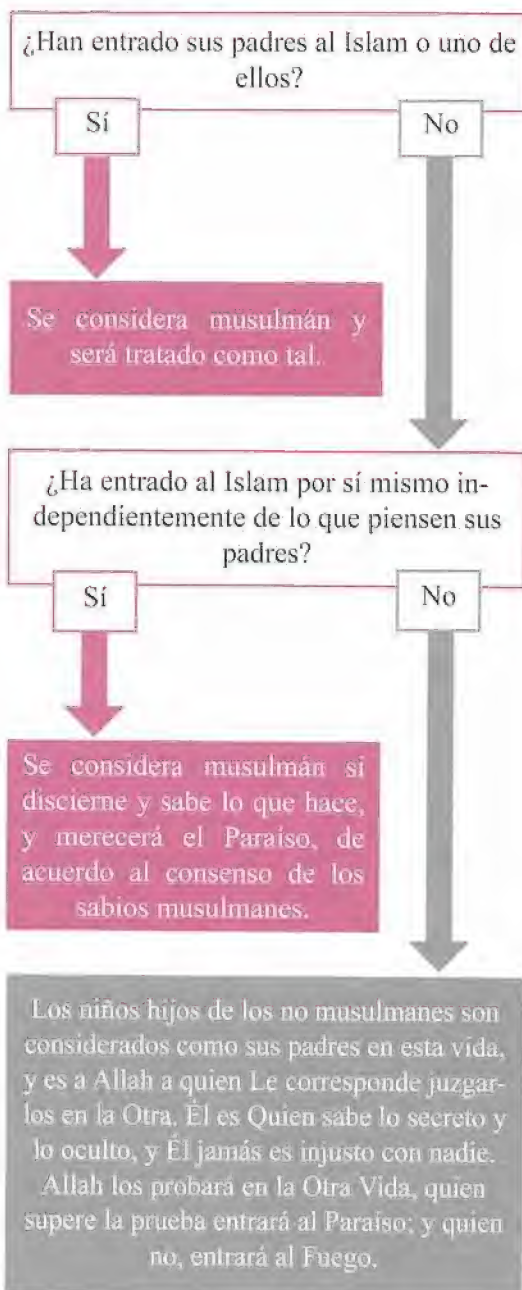 ¿Han entrado sus padres al Islam o uno de
ellos?
Sí
No
Se considera musulmán y
será tratado como tal.
¿Ha entrado al Islam por sí mismo in-
dependientemente de lo que piensen sus
padres?
Sí
No
Se considera musulmán si
discierne y sabe lo que hace,
y merecerá el Paraíso, de
acuerdo al consenso de los
sabios musulmanes.
Los niños hijos de los no musulmanes son
considerados como sus padres en esta vida,
y es a Allah a quien Le corresponde juzgar-
los en la Otra. Él es Quien sabe lo secreto y
lo oculto, y Él jamás es injusto con nadie.
Allah los probará en la Otra Vida, quien
supere la prueba entrará al Paraíso; y quien
no, entrará al Fuego.